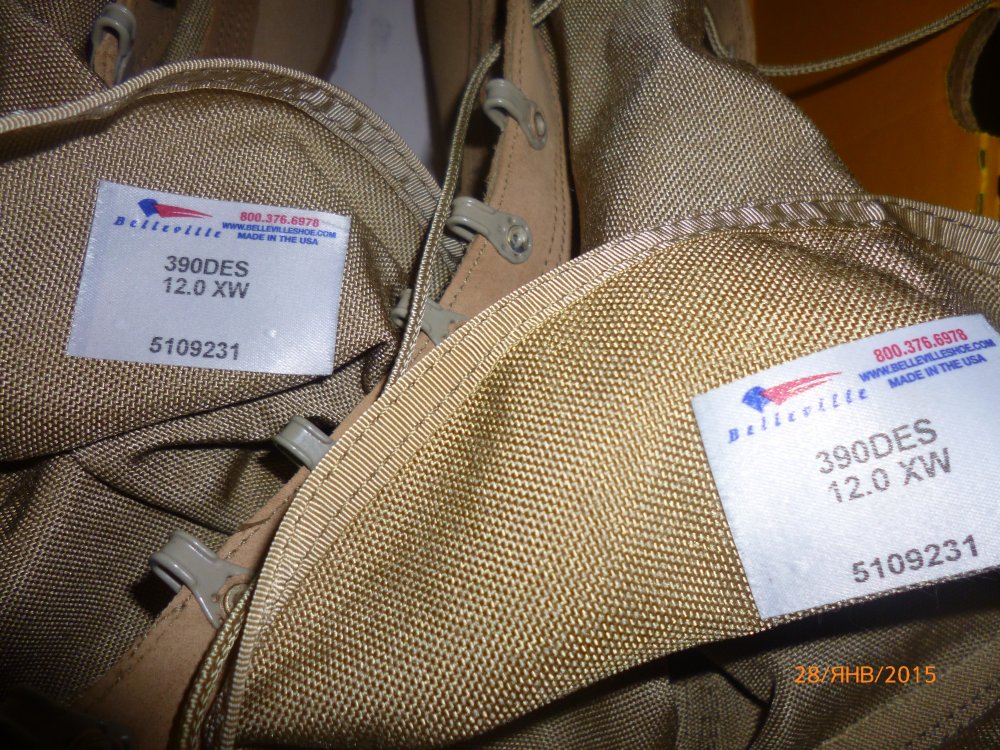 Belleville
800.376.6978
WWW.BELLEVILLESHOE.COM
MADE IN THE USA
390DES
12.0 XW
5109231
Belleville
800.376.6978
WWW.BELLEVILLESHOE.COM
MADE IN THE USA
390DES
12.0 XW
5109231
28/ЯНВ/2015